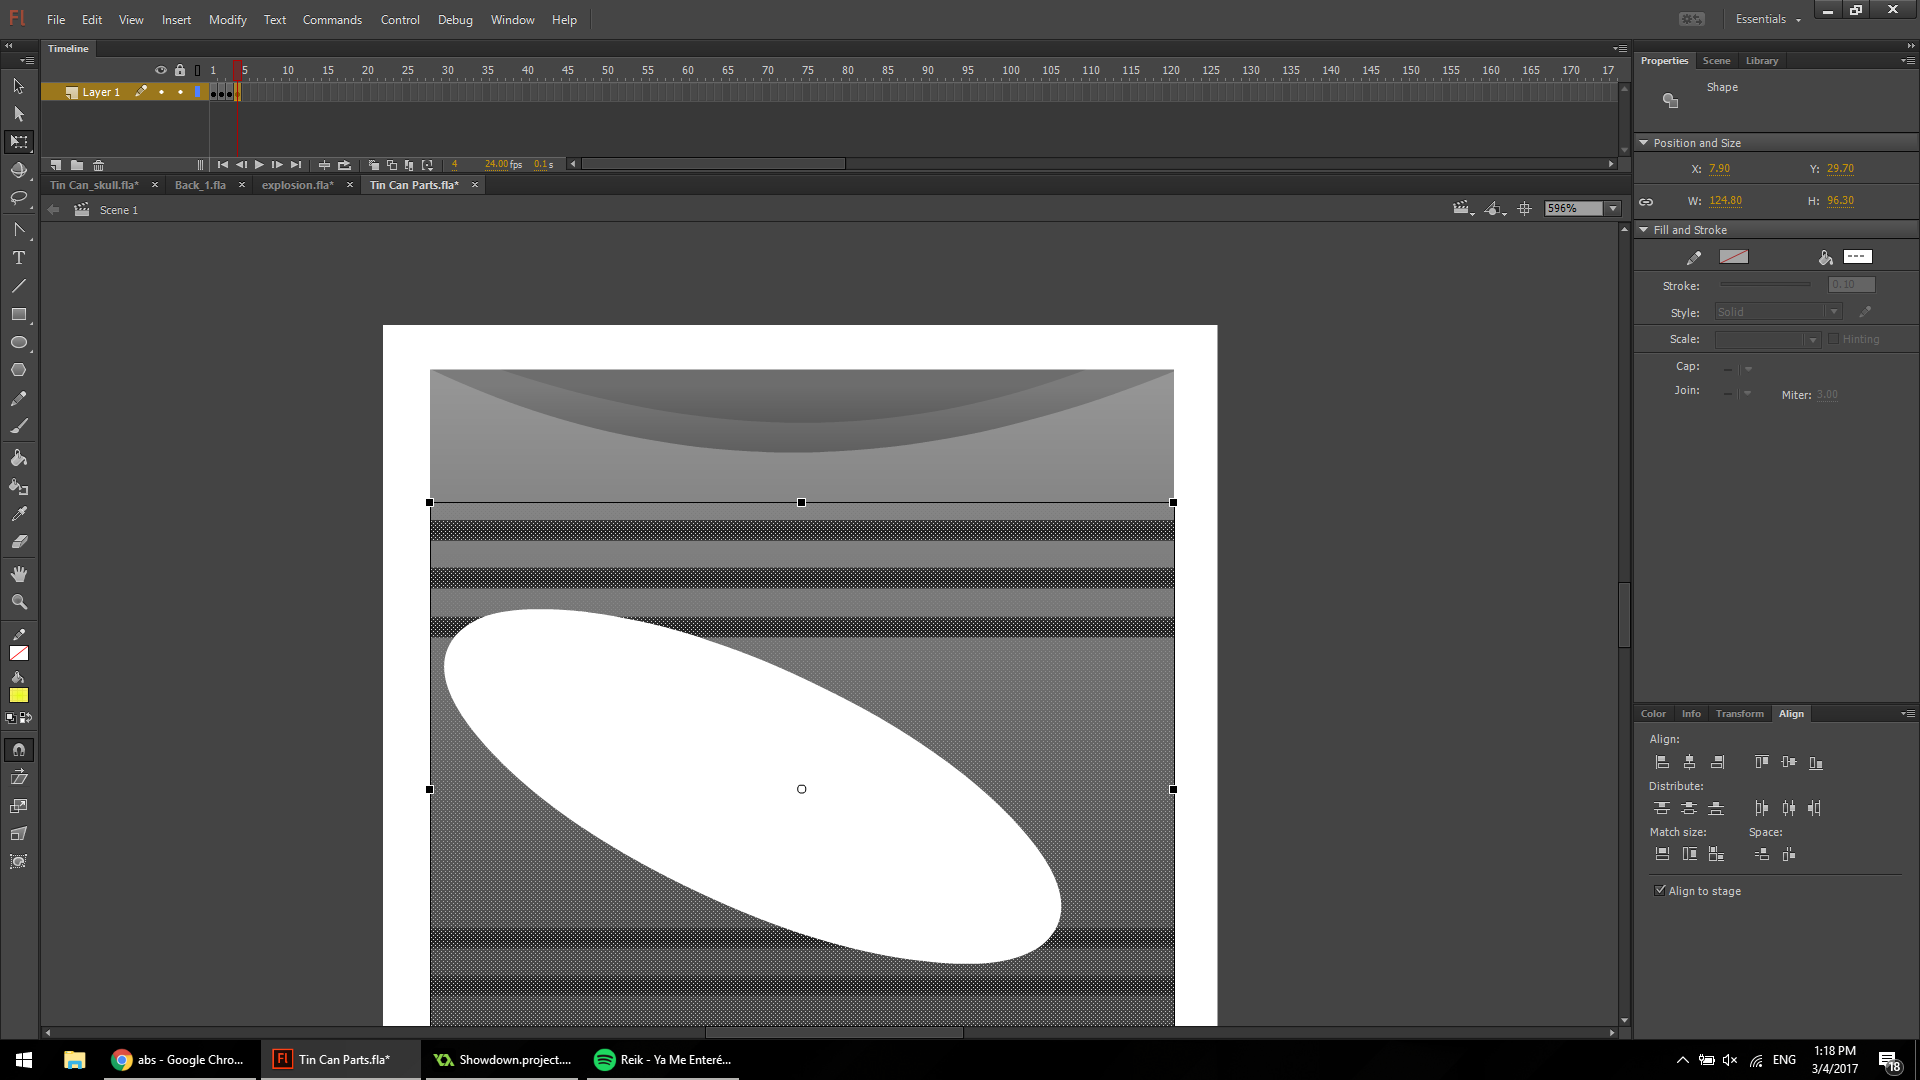 Fl File Edit View Insert Modify Text Commands Control Debug Window Help Essentials
Timeline
1 5 10 15 20 25 30 35 40 45 50 55 60 65 70 75 80 85 90 95 100 105 110 115 120 125 130 135 140 145 150 155 160 165 170 17
Layer 1
4 24.00 fps 0.1 s
Tin Can_skull.fla* × Back_1.fla × explosion.fla* × Tin Can Parts.fla* ×
Scene 1
596%
Properties Scene Library
Shape
Position and Size
X: 7.90 Y: 29.70
W: 124.80 H: 96.30
Fill and Stroke
Stroke: 0.10
Style: Solid
Scale: Hinting
Cap:
Join: Miter: 3.00
Color Info Transform Align
Align:
Distribute:
Match size: Space:
Align to stage
abs - Google Chro...
Fl Tin Can Parts.fla*
Showdown.project....
Reik - Ya Me Enteré...
ENG
1:18 PM
3/4/2017
18